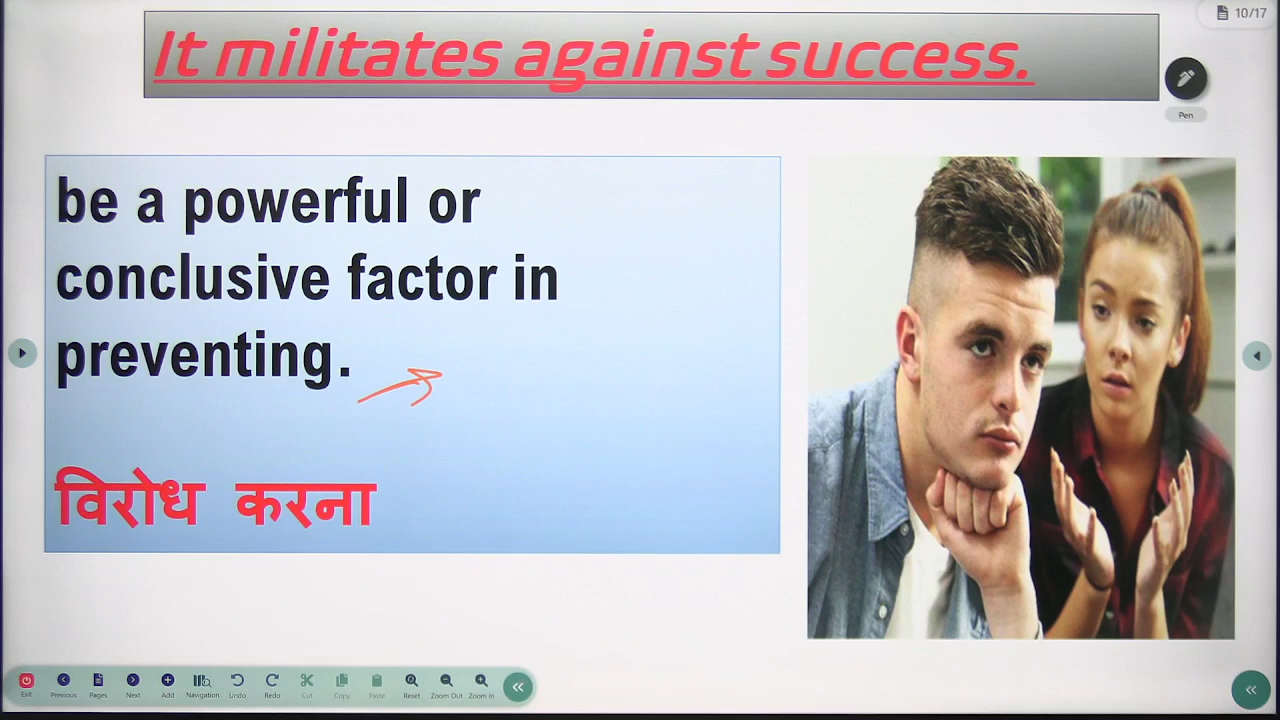 10/17
It militates against success.
Pen
be a powerful or
conclusive factor in
preventing.
विरोध करना
Exit Previous Pages Next Add Navigation Undo Redo Cut Copy Paste Reset Zoom Out Zoom In